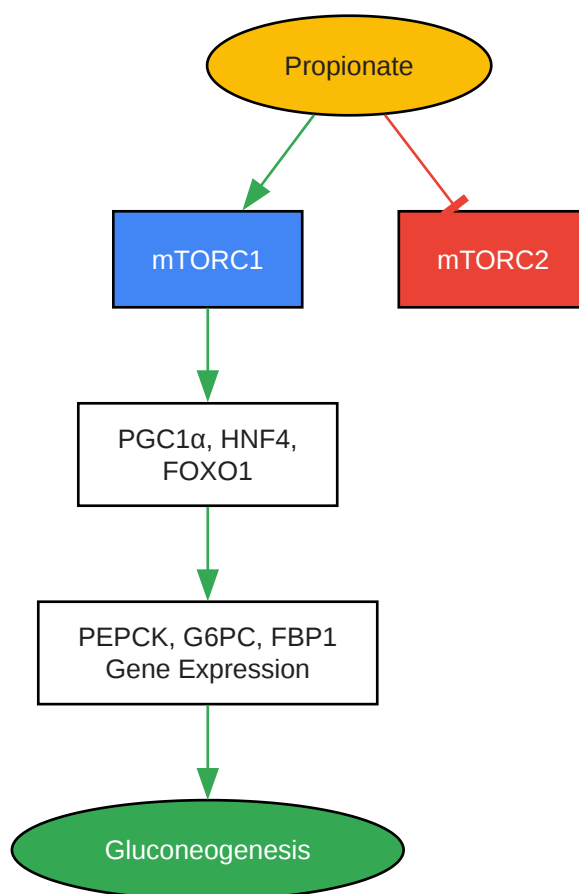 Propionate
mTORC1
mTORC2
PGC1α, HNF4,
FOXO1
PEPCK, G6PC, FBP1
Gene Expression
Gluconeogenesis